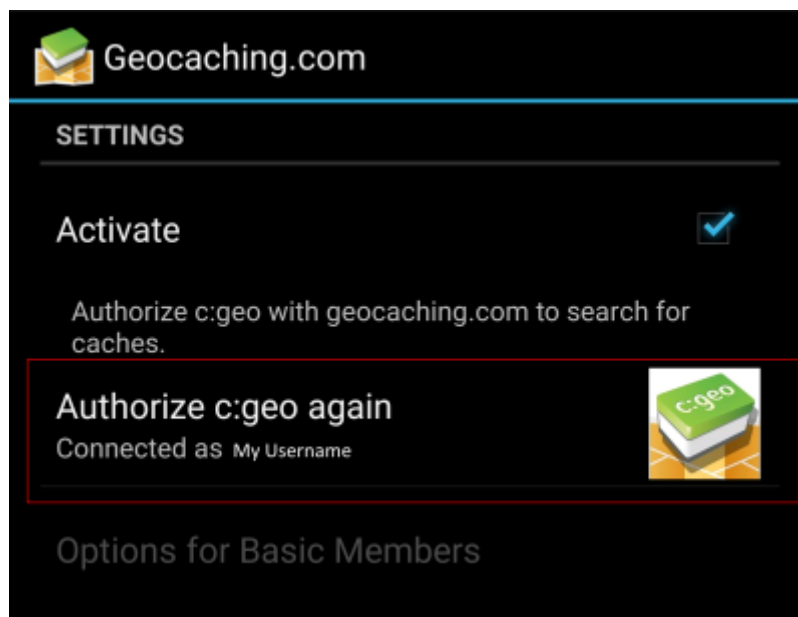 Geocaching.com
SETTINGS
Activate
Authorize c:geo with geocaching.com to search for
caches.
Authorize c:geo again
c:geo
Connected as My Username
Options for Basic Members